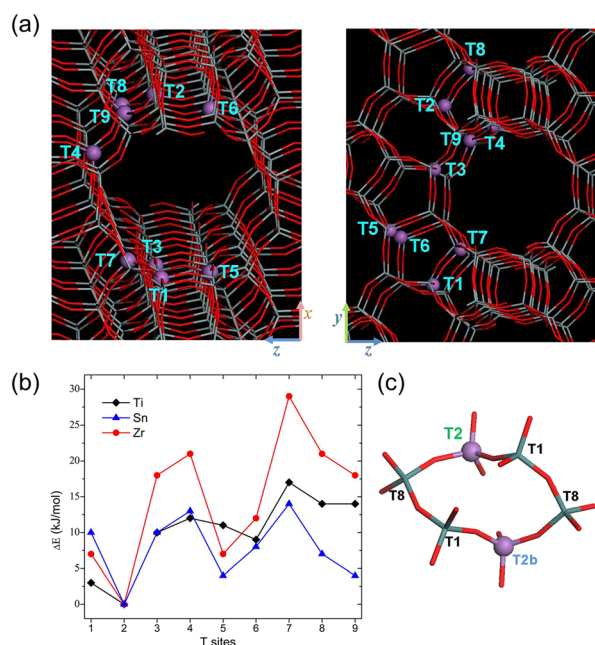 (a)
T8
T2
T9
T6
T4
T3
T7
T1
T5
x
z
T8
T2
T9
T4
T3
T5
T6
T7
T1
y
z
(b)
30
25
20
15
10
5
0
ΔE (kJ/mol)
Ti
Sn
Zr
1 2 3 4 5 6 7 8 9
T sites
(c)
T2
T1
T8
T8
T1
T2b